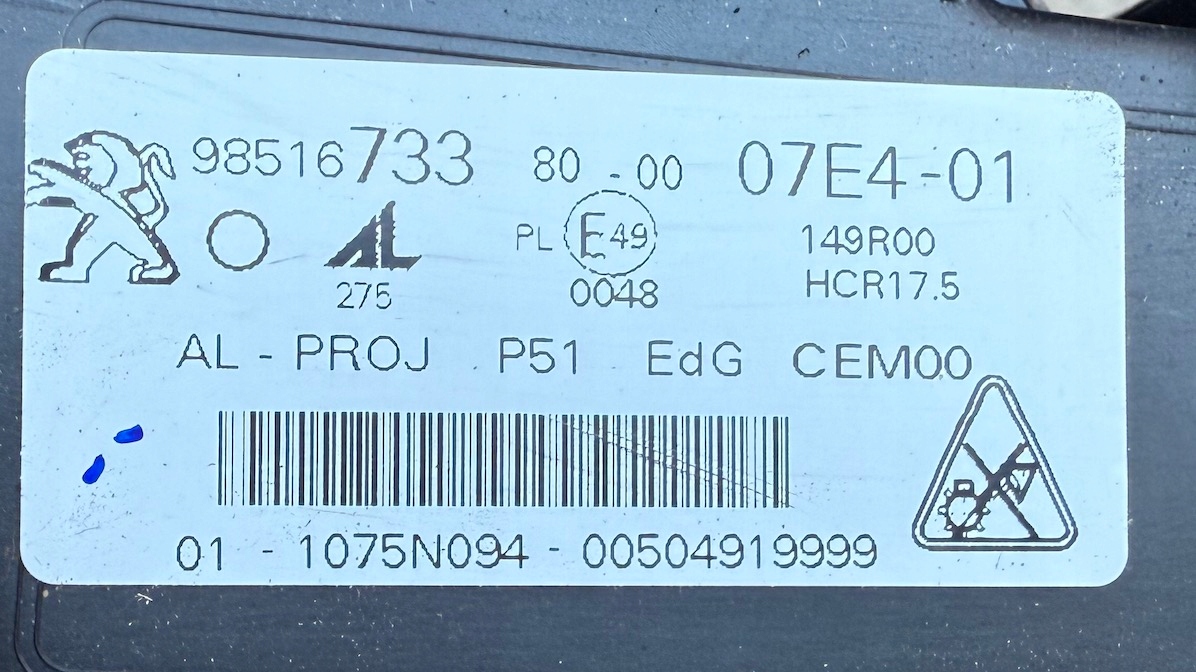 98516733 80 - 00 07E4-01
PL E49 149R00
AL
275 0048 HCR17.5
AL - PROJ P51 EdG CEM00
01 - 1075N094 - 00504919999